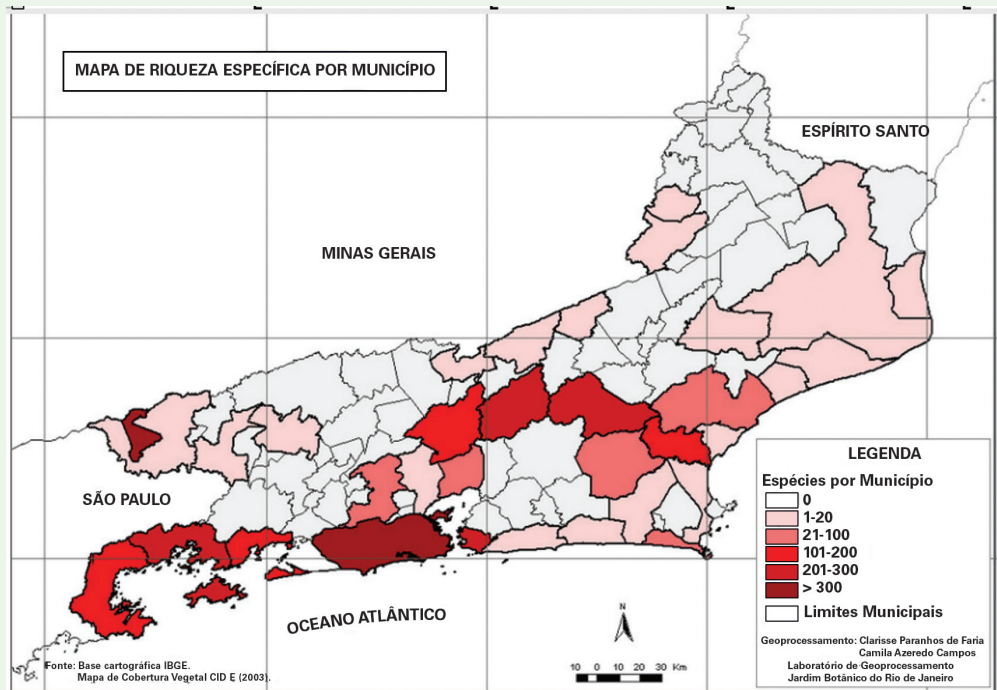 MAPA DE RIQUEZA ESPECÍFICA POR MUNICÍPIO
ESPÍRITO SANTO
MINAS GERAIS
SÃO PAULO
OCEANO ATLÂNTICO
LEGENDA
Espécies por Município
0
1-20
21-100
101-200
201-300
> 300
Limites Municipais
N
10 0 10 20 30 Km
Geoprocessamento: Clarisse Paranhos de Faria
Camila Azeredo Campos
Laboratório de Geoprocessamento
Jardim Botânico do Rio de Janeiro
Fonte: Base cartográfica IBGE.
Mapa de Cobertura Vegetal CID E (2003).